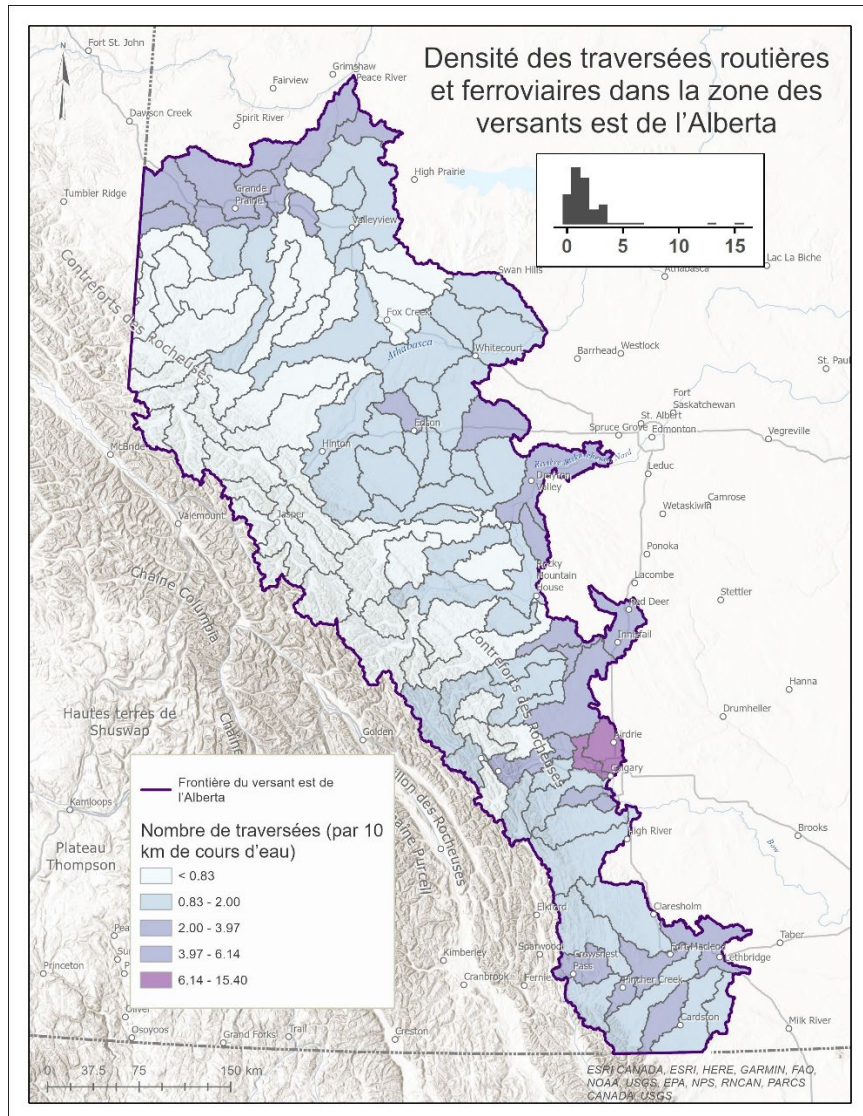 Densité des traversées routières
et ferroviaires dans la zone des
versants est de l'Alberta
0 5 10 15
N
Fort St. John
Grimshaw
Peace River
Fairview
Dawson Creek
Spirit River
High Prairie
Tumbler Ridge
Grande
Prairie
Valleyview
Lac La Biche
Swan Hills
Athabasca
Contreforts des Rocheuses
Fox Creek
Athabasca
Whitecourt
Barrhead
Westlock
St. Paul
Fort
Saskatchewan
St. Albert
Edson
Spruce Grove
Edmonton
Vegreville
McBride
Hinton
Leduc
Drayton
Valley
Camrose
Wetaskiwin
Valemount
Jasper
Ponoka
Rocky
Mountain
House
Lacombe
Chaîne Columbia
Red Deer
Stettler
Innisfail
Contreforts des Rocheuses
Hanna
Hautes terres de
Shuswap
Drumheller
Golden
Airdrie
Calgary
Frontière du versant est de
l'Alberta
Nombre de traversées (par 10
km de cours d'eau)
< 0.83
0.83 - 2.00
2.00 - 3.97
3.97 - 6.14
6.14 - 15.40
Kamloops
Plateau
Thompson
Chaîne Purcell
High River
Brooks
Bow
Elkford
Claresholm
Taber
Sparwood
Crowsnest
Pass
Fort Macleod
Lethbridge
Kimberley
Princeton
Cranbrook
Fernie
Pincher Creek
Cardston
Milk River
Osoyoos
Grand Forks
Trail
Creston
0 37.5 75 150 km
ESRI CANADA, ESRI, HERE, GARMIN, FAO,
NOAA, USGS, EPA, NPS, RNCAN, PARCS
CANADA, USGS